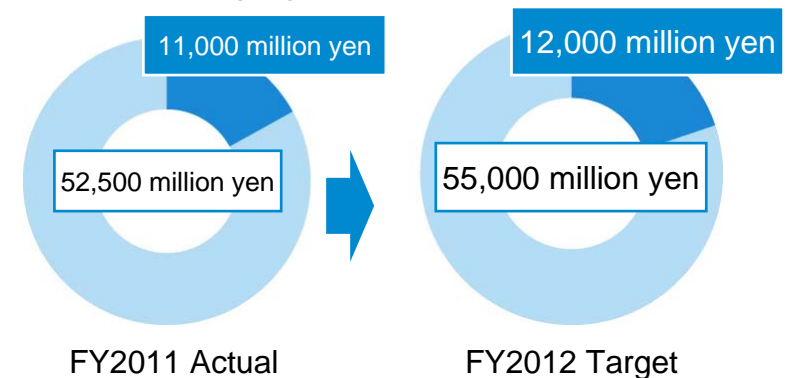 11,000 million yen
12,000 million yen
52,500 million yen
55,000 million yen
FY2011 Actual
FY2012 Target